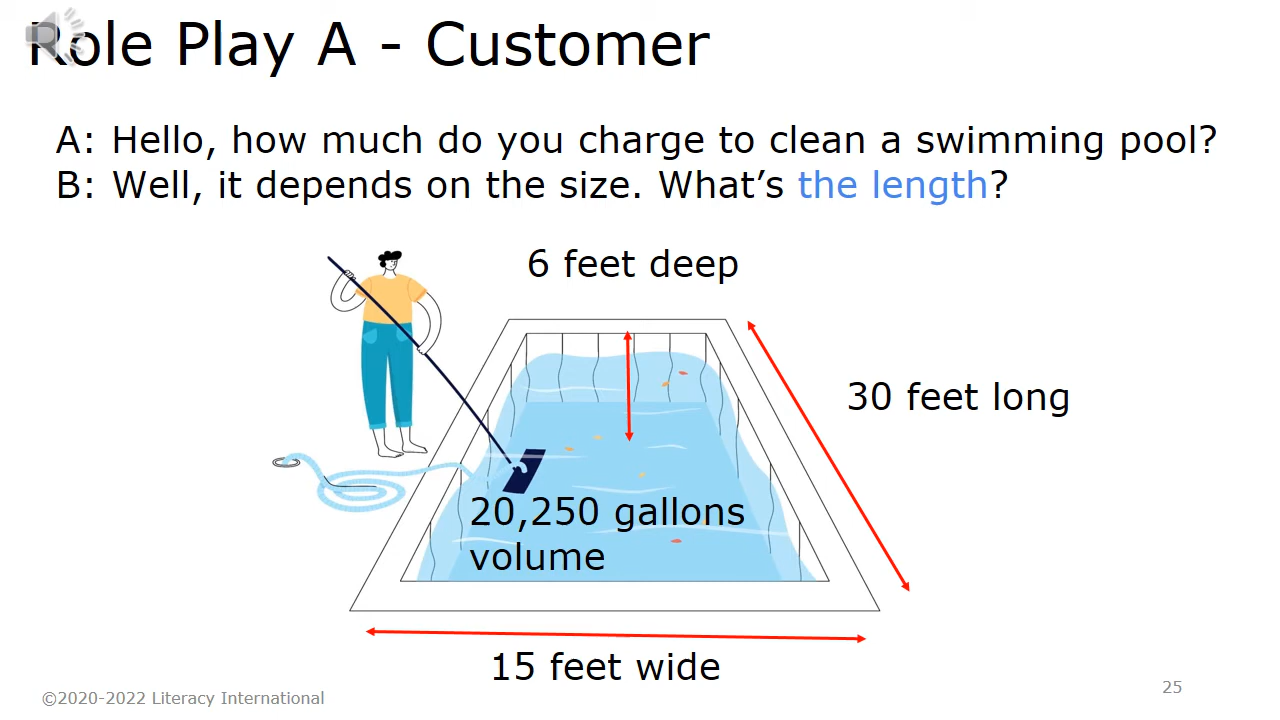 Role Play A - Customer
A: Hello, how much do you charge to clean a swimming pool?
B: Well, it depends on the size. What's the length?
6 feet deep
30 feet long
20,250 gallons
volume
15 feet wide
©2020-2022 Literacy International
25